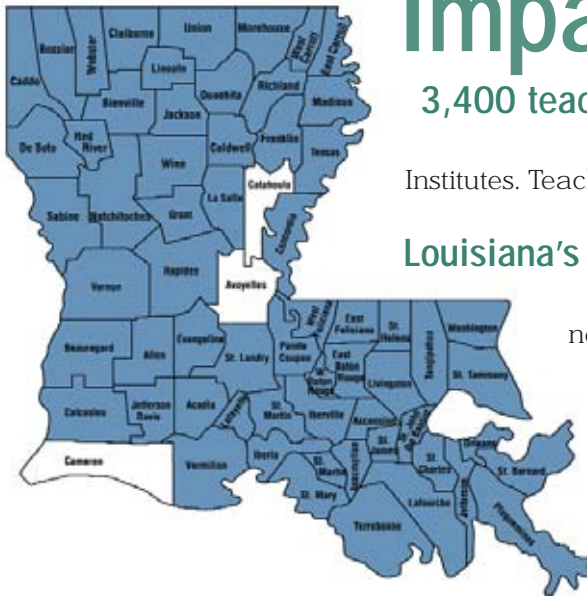 Impa
3,400 teac
Institutes. Teac
Louisiana's
ne
Caddo
Bossier
Webster
Claiborne
Union
Morehouse
West Carroll
East Carroll
Lincoln
Ouachita
Richland
Madison
Bienville
Jackson
De Soto
Red River
Caldwell
Franklin
Tensas
Winn
Catahoula
Sabine
Natchitoches
Grant
La Salle
Concordia
Vernon
Rapides
Avoyelles
Beauregard
Allen
Evangeline
St. Landry
Pointe Coupee
West Feliciana
East Feliciana
St. Helena
Tangipahoa
Washington
St. Tammany
Calcasieu
Jefferson Davis
Acadia
Lafayette
St. Martin
Iberville
W. Baton Rouge
East Baton Rouge
Livingston
Ascension
St. James
Cameron
Vermilion
Iberia
St. Martin
St. Mary
Assumption
Terrebonne
Lafourche
St. Charles
Jefferson
Orleans
St. Bernard
Plaquemines